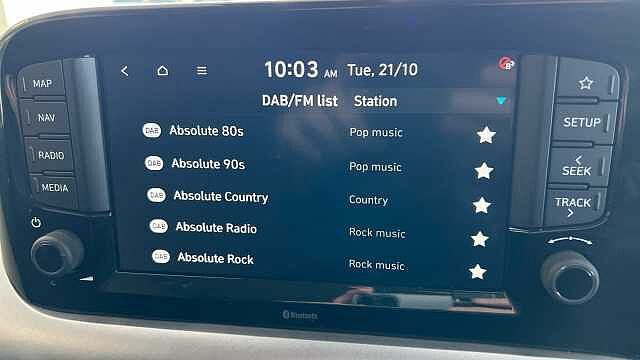 10:03 AM Tue, 21/10
DAB/FM list Station
DAB Absolute 80s Pop music
DAB Absolute 90s Pop music
DAB Absolute Country Country
DAB Absolute Radio Rock music
DAB Absolute Rock Rock music
MAP
NAV
RADIO
MEDIA
SETUP
SEEK
TRACK
Bluetooth